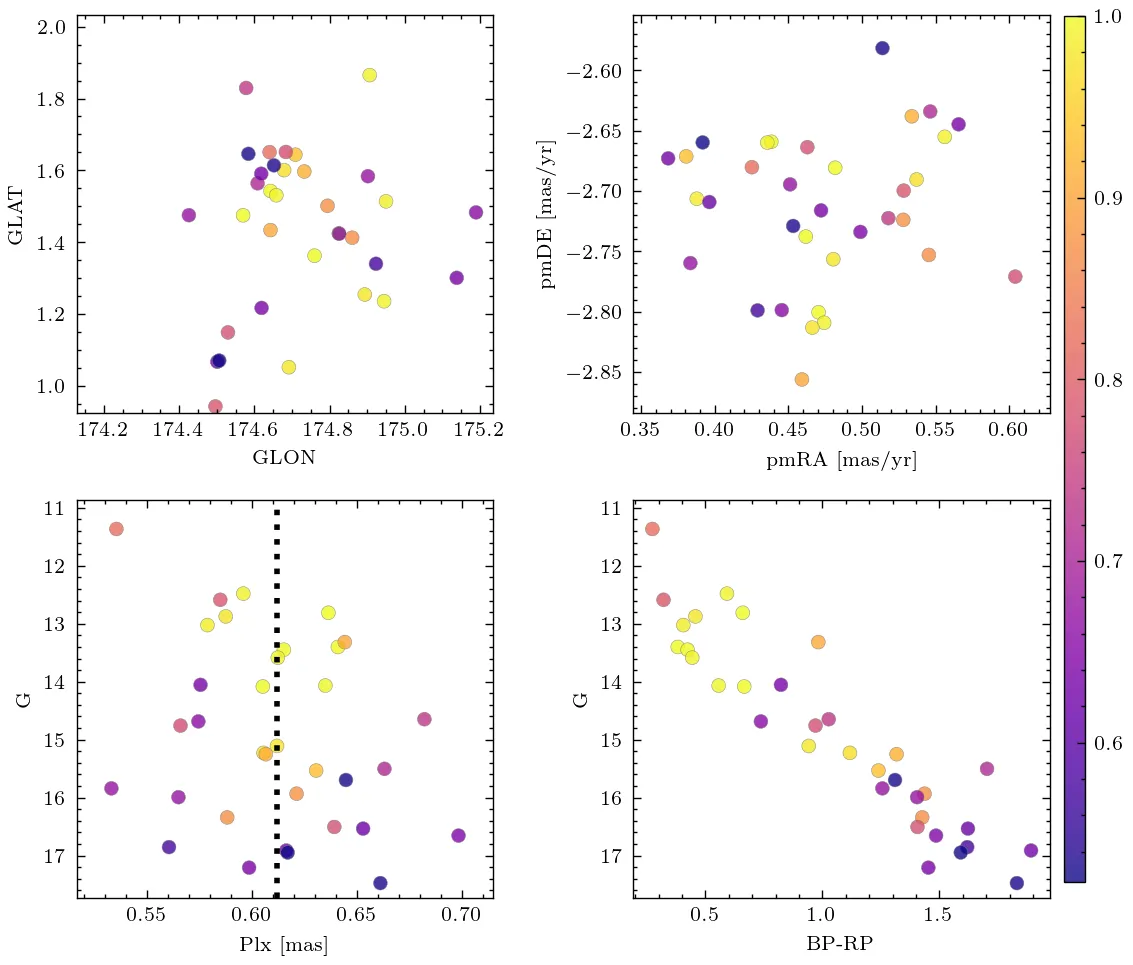 2.0
1.8
1.6
1.4
1.2
1.0
GLAT
174.2 174.4 174.6 174.8 175.0 175.2
GLON
−2.60
−2.65
−2.70
−2.75
−2.80
−2.85
pmDE [mas/yr]
0.35 0.40 0.45 0.50 0.55 0.60
pmRA [mas/yr]
1.0
0.9
0.8
0.7
0.6
11
12
13
14
15
16
17
G
0.55 0.60 0.65 0.70
Plx [mas]
11
12
13
14
15
16
17
G
0.5 1.0 1.5
BP-RP